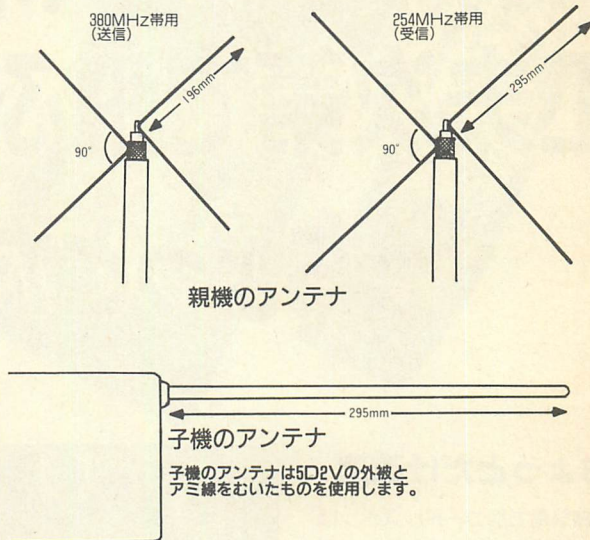 380MHz帯用
(送信)
196mm
90°
254MHz帯用
(受信)
295mm
90°
親機のアンテナ
295mm
子機のアンテナ
子機のアンテナは5D2Vの外被と
アミ線をむいたものを使用します。